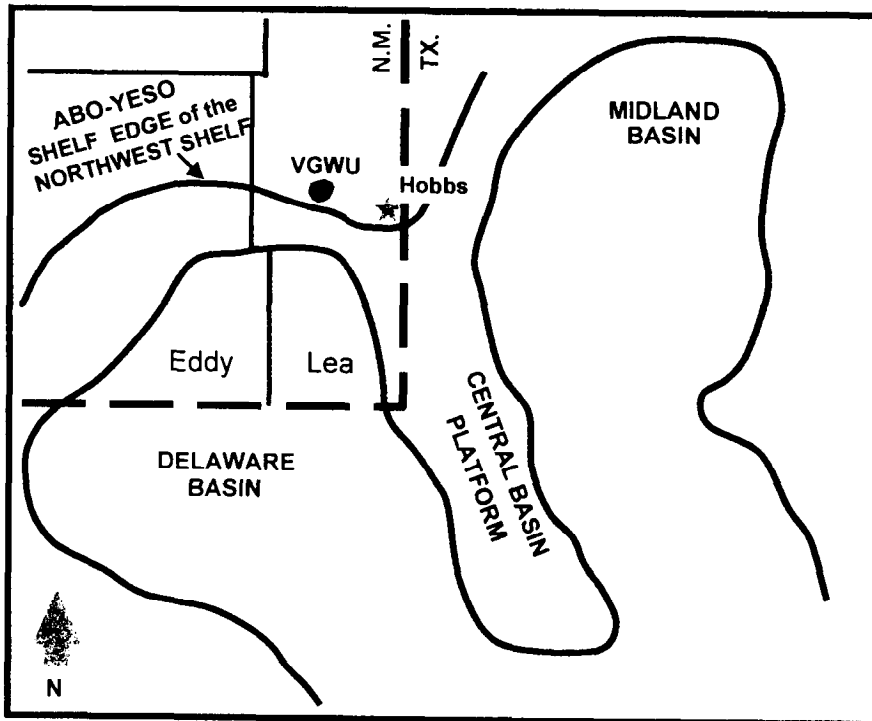 N.M.
TX.
ABO-YESO
SHELF EDGE of the
NORTHWEST SHELF
VGWU
Hobbs
MIDLAND
BASIN
Eddy
Lea
CENTRAL BASIN
PLATFORM
DELAWARE
BASIN
N